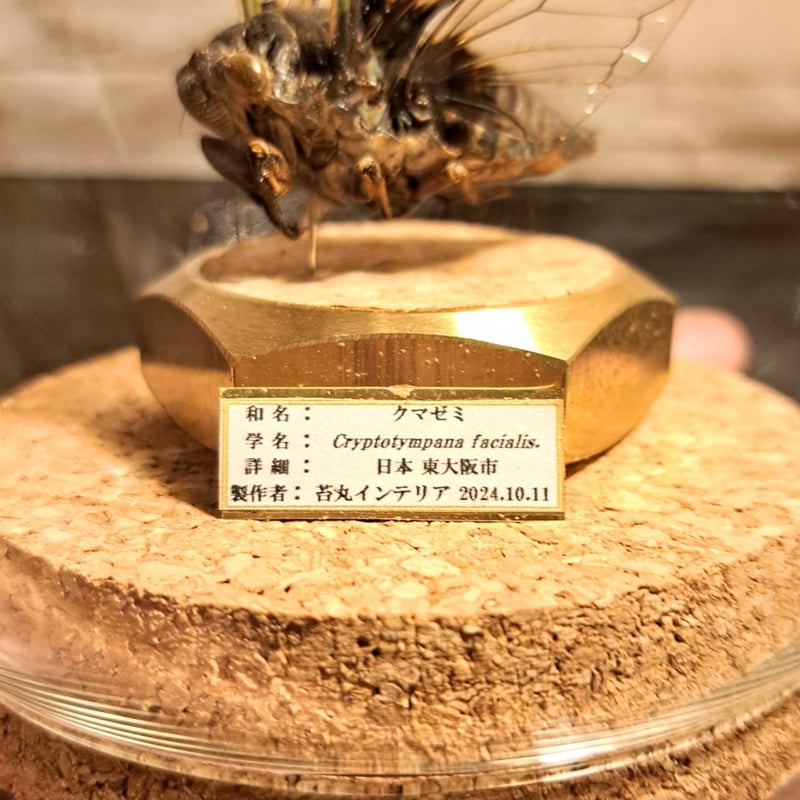 和名： クマゼミ
学名： Cryptotympana facialis.
詳細： 日本 東大阪市
製作者： 苔丸インテリア 2024.10.11